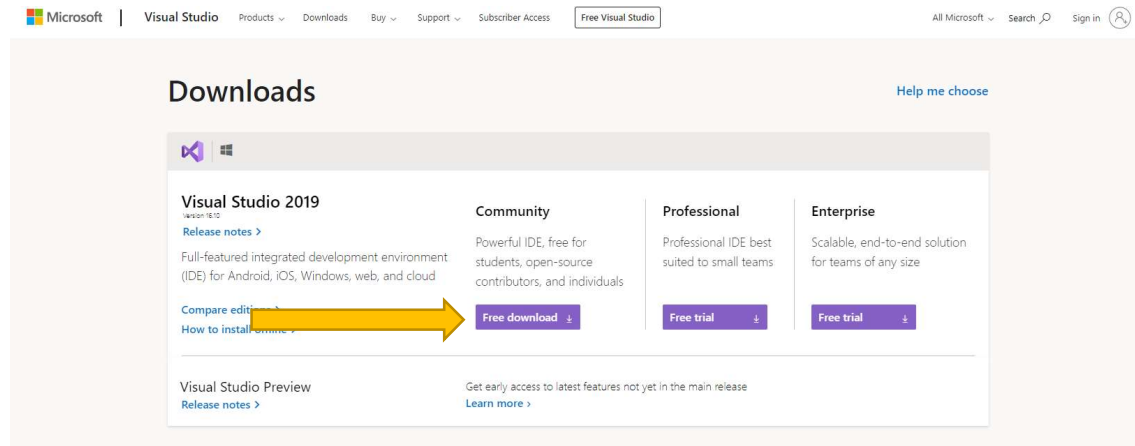 Microsoft Visual Studio Products Downloads Buy Support Subscriber Access Free Visual Studio All Microsoft Search Sign in
Downloads
Help me choose
Visual Studio 2019
Version 16.10
Release notes >
Full-featured integrated development environment
(IDE) for Android, iOS, Windows, web, and cloud
Compare
How to install
Community
Powerful IDE, free for
students, open-source
contributors, and individuals
Free download
Professional
Professional IDE best
suited to small teams
Free trial
Enterprise
Scalable, end-to-end solution
for teams of any size
Free trial
Visual Studio Preview
Release notes >
Get early access to latest features not yet in the main release
Learn more >